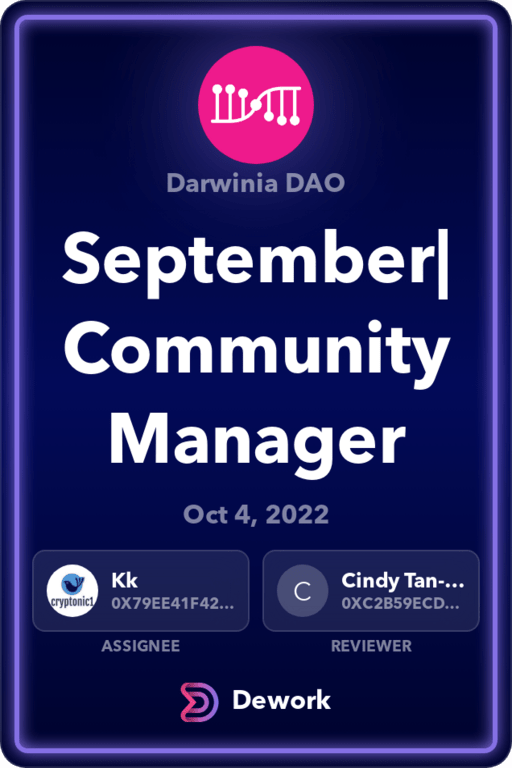 Darwinia DAO
September|
Community
Manager
Oct 4, 2022
cryptonic1
Kk
0X79EE41F42...
C
Cindy Tan-...
0XC2B59ECD...
ASSIGNEE
REVIEWER
Dework